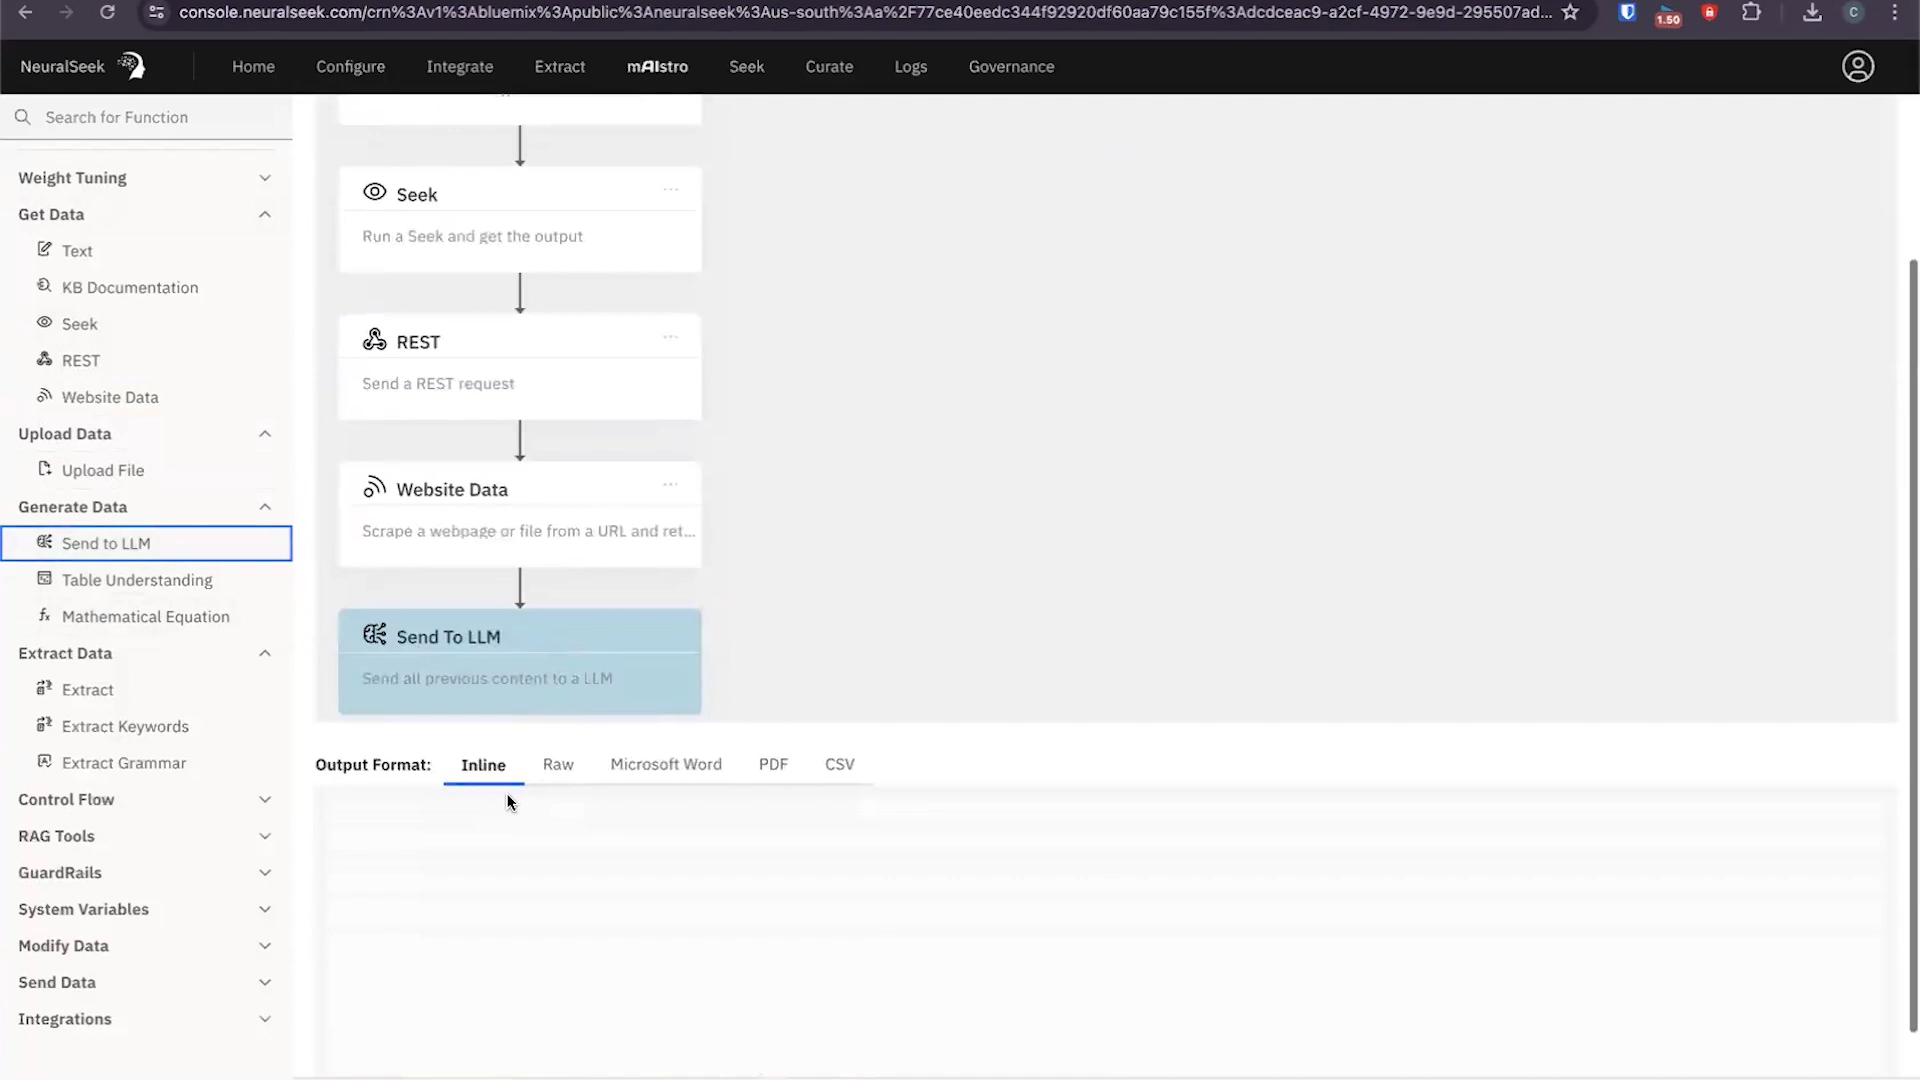 console.neuralseek.com/crn%3Av1%3Abluemix%3Apublic%3Aneuralseek%3Aus-south%3Aa%2F77ce40eedc344f92920df60aa79c155f%3Adcdceac9-a2cf-4972-9e9d-295507ad...
1.50
C
NeuralSeek
Home
Configure
Integrate
Extract
mAIstro
Seek
Curate
Logs
Governance
Search for Function
Weight Tuning
Get Data
Text
KB Documentation
Seek
REST
Website Data
Upload Data
Upload File
Generate Data
Send to LLM
Table Understanding
Mathematical Equation
Extract Data
Extract
Extract Keywords
Extract Grammar
Control Flow
RAG Tools
GuardRails
System Variables
Modify Data
Send Data
Integrations
Seek
Run a Seek and get the output
REST
Send a REST request
Website Data
Scrape a webpage or file from a URL and ret...
Send To LLM
Send all previous content to a LLM
Output Format:
Inline
Raw
Microsoft Word
PDF
CSV